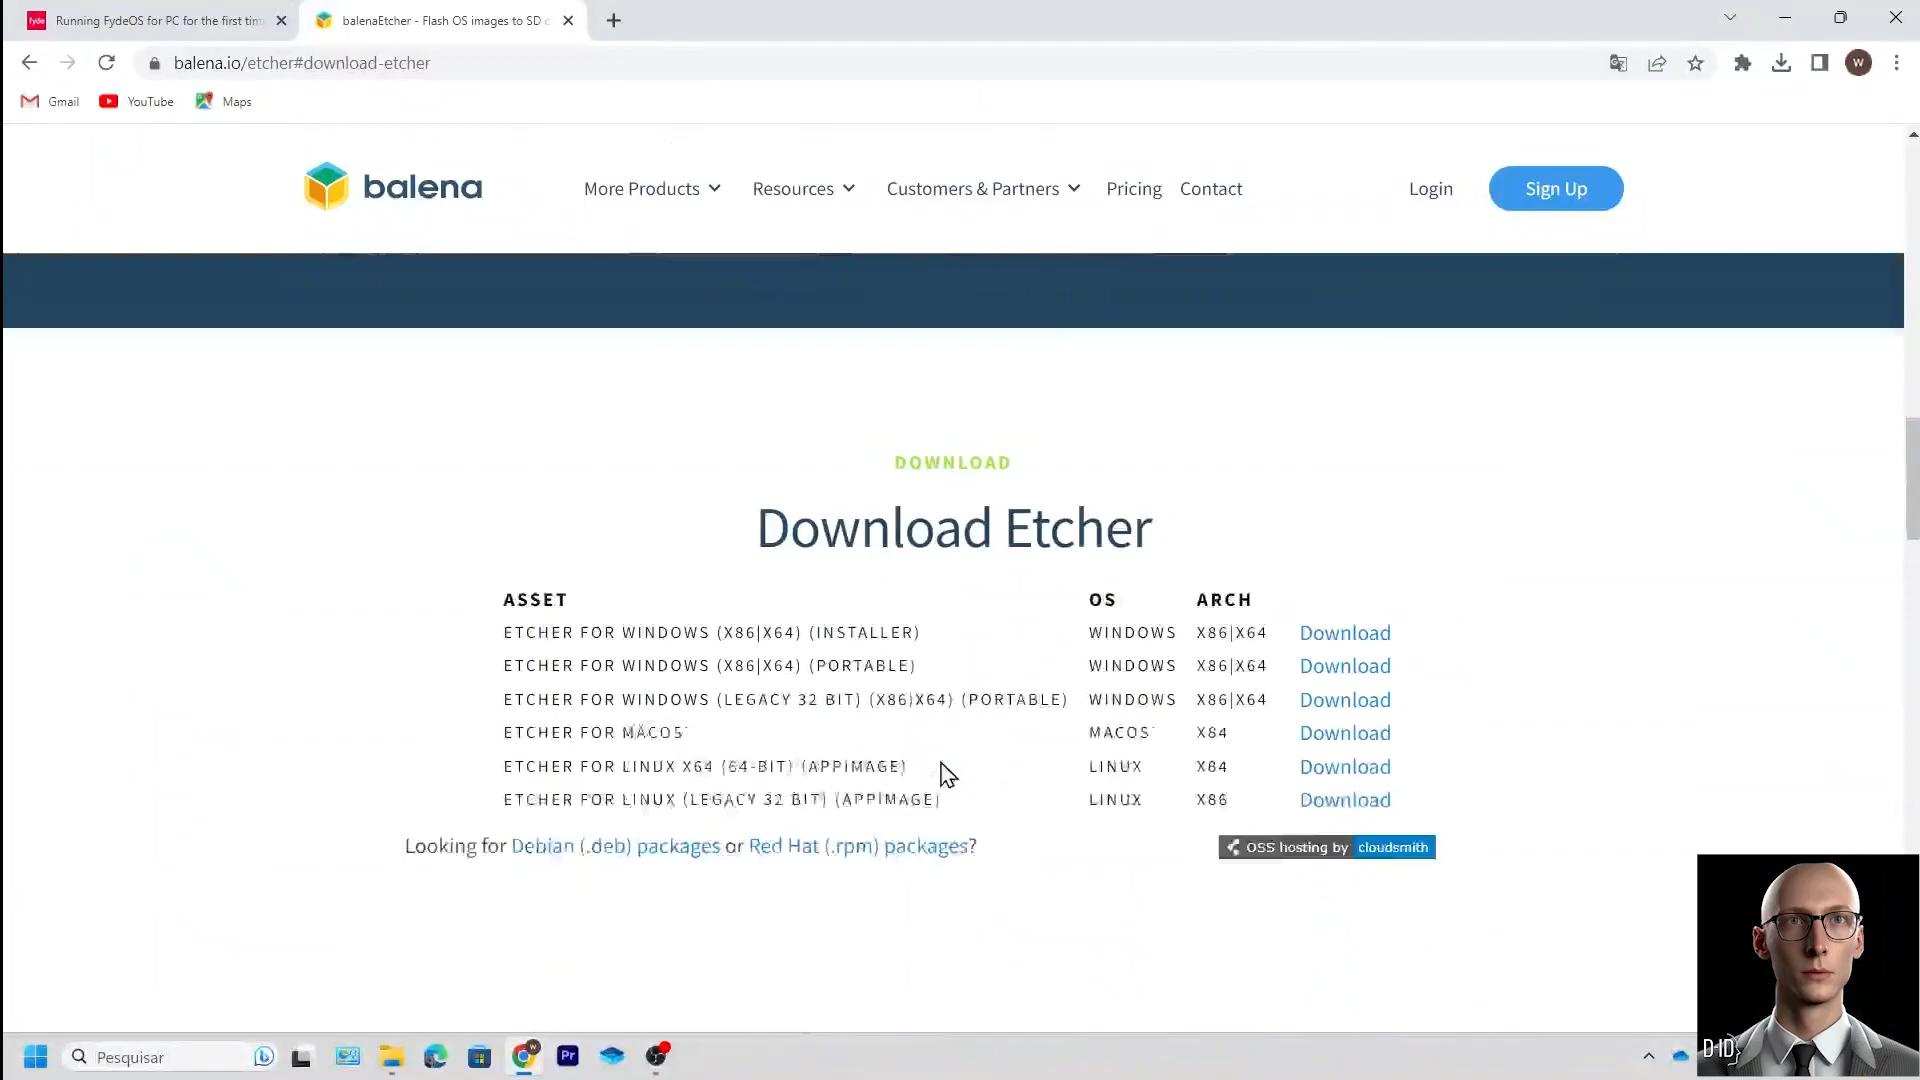 fyde Running FydeOS for PC for the first tim
balenaEtcher - Flash OS images to SD c
balena.io/etcher#download-etcher
W
Gmail YouTube Maps
balena More Products Resources Customers & Partners Pricing Contact Login Sign Up
DOWNLOAD
Download Etcher
ASSET OS ARCH
ETCHER FOR WINDOWS (X86|X64) (INSTALLER) WINDOWS X86|X64 Download
ETCHER FOR WINDOWS (X86|X64) (PORTABLE) WINDOWS X86|X64 Download
ETCHER FOR WINDOWS (LEGACY 32 BIT) (X86|X64) (PORTABLE) WINDOWS X86|X64 Download
ETCHER FOR MACOS MACOS X64 Download
ETCHER FOR LINUX X64 (64-BIT) (APPIMAGE) LINUX X64 Download
ETCHER FOR LINUX (LEGACY 32 BIT) (APPIMAGE) LINUX X86 Download
Looking for Debian (.deb) packages or Red Hat (.rpm) packages?
OSS hosting by cloudsmith
Pesquisar
Pr
D-ID